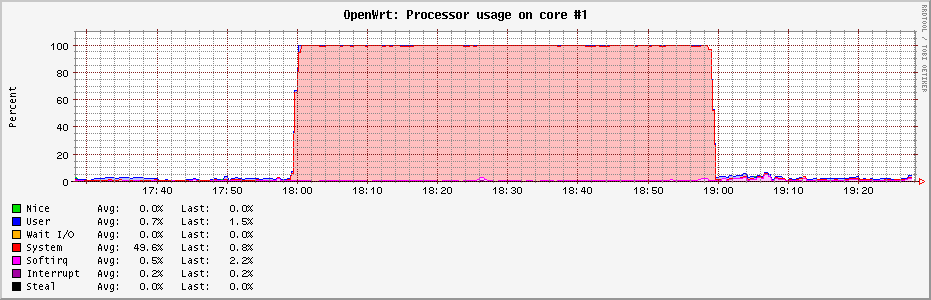 OpenWrt: Processor usage on core #1
RRDTOOL / TOBI OETIKER
Percent
100
80
60
40
20
0
17:40 17:50 18:00 18:10 18:20 18:30 18:40 18:50 19:00 19:10 19:20
Nice Avg: 0.0% Last: 0.0%
User Avg: 0.7% Last: 1.5%
Wait I/O Avg: 0.0% Last: 0.0%
System Avg: 49.6% Last: 0.8%
Softirq Avg: 0.5% Last: 2.2%
Interrupt Avg: 0.2% Last: 0.2%
Steal Avg: 0.0% Last: 0.0%